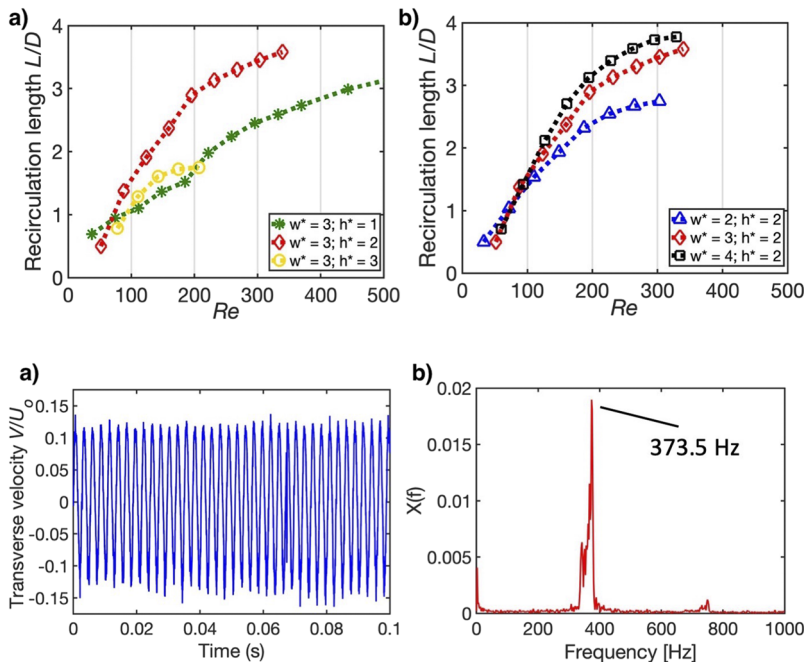 a)
Recirculation length L/D
4
3
2
1
0
0 100 200 300 400 500
Re
w* = 3; h* = 1
w* = 3; h* = 2
w* = 3; h* = 3
b)
Recirculation length L/D
4
3
2
1
0
0 100 200 300 400 500
Re
w* = 2; h* = 2
w* = 3; h* = 2
w* = 4; h* = 2
a)
Transverse velocity V/Uo
0.15
0.1
0.05
0
-0.05
-0.1
-0.15
0 0.02 0.04 0.06 0.08 0.1
Time (s)
b)
X(f)
0.02
0.015
0.01
0.005
0
373.5 Hz
0 200 400 600 800 1000
Frequency [Hz]